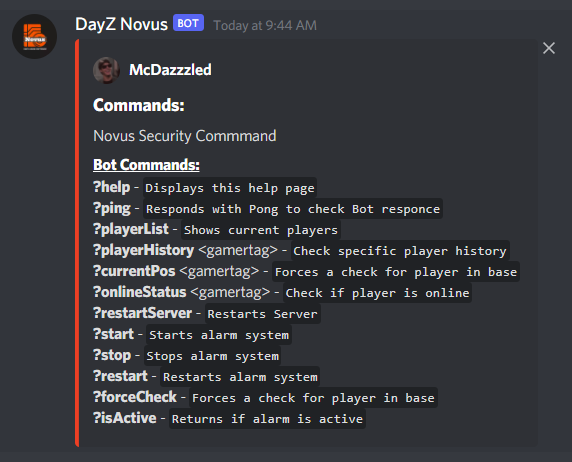 DayZ Novus BOT Today at 9:44 AM
Novus
McDazzzled
Commands:
Novus Security Commmand
Bot Commands:
?help - Displays this help page
?ping - Responds with Pong to check Bot responce
?playerList - Shows current players
?playerHistory <gamertag> - Check specific player history
?currentPos <gamertag> - Forces a check for player in base
?onlineStatus <gamertag> - Check if player is online
?restartServer - Restarts Server
?start - Starts alarm system
?stop - Stops alarm system
?restart - Restarts alarm system
?forceCheck - Forces a check for player in base
?isActive - Returns if alarm is active